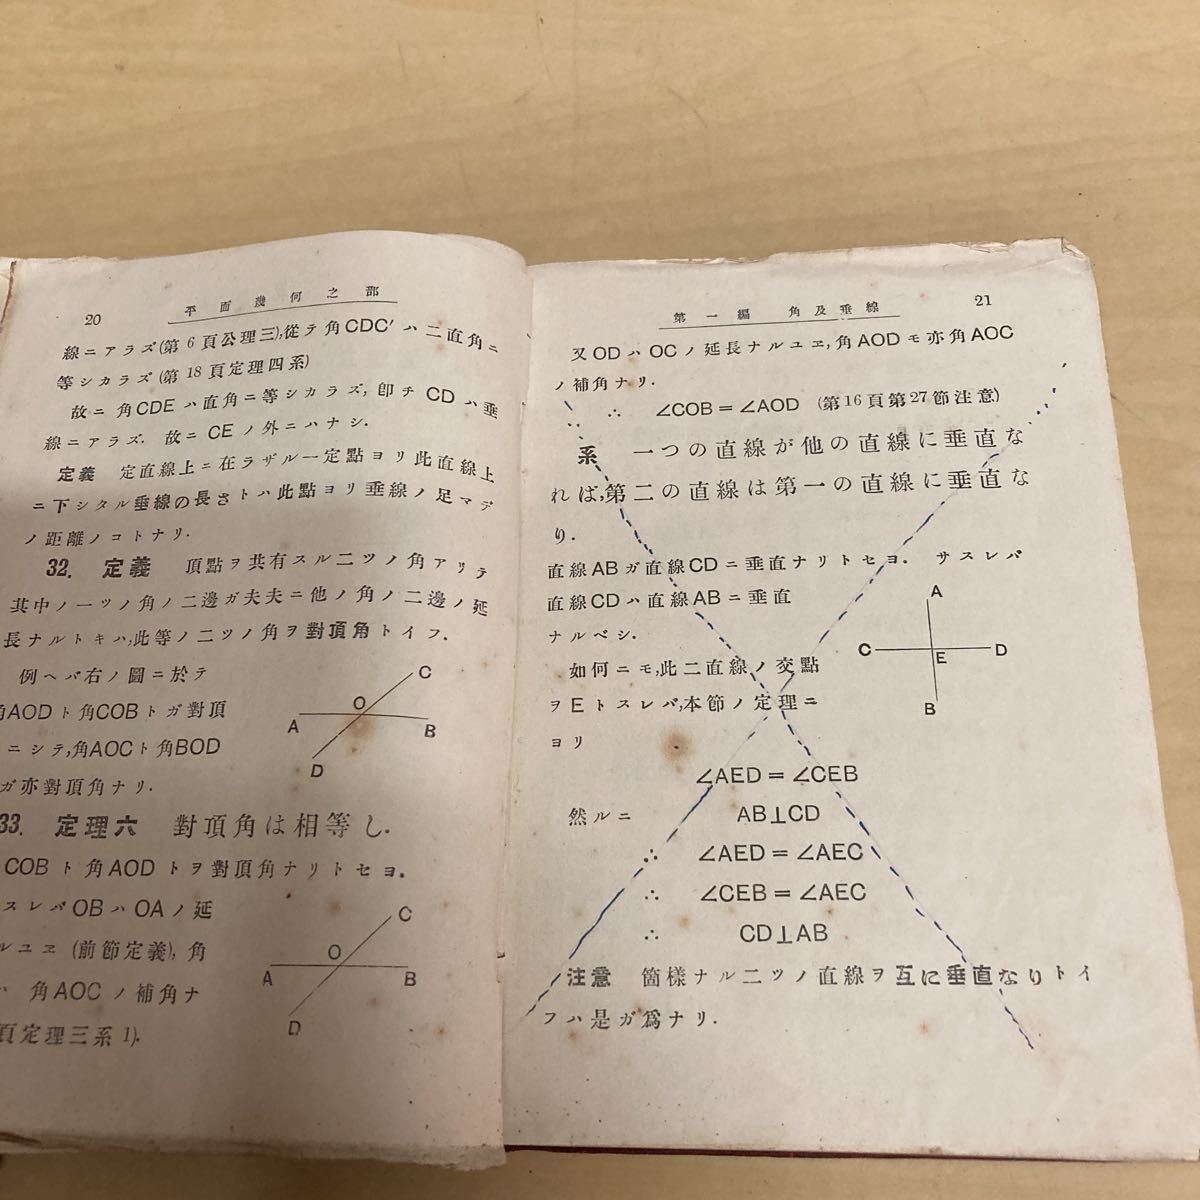 20
平面幾何之部
線ニアラズ(第6頁公理三),從テ角CDC′ハ二直角ニ
等シカラズ(第18頁定理四系)
故ニ角CDEハ直角ニ等シカラズ,卽チCDハ垂
線ニアラズ. 故ニCEノ外ニハナシ.
定義 定直線上ニ在ラザル一定點ヨリ此直線上
ニ下シタル垂線の長さトハ此點ヨリ垂線ノ足マデ
ノ距離ノコトナリ.
32. 定義 頂點ヲ共有スル二ツノ角アリテ
其中ノ一ツノ角ノ二邊ガ夫夫ニ他ノ角ノ二邊ノ延
長ナルトキハ,此等ノ二ツノ角ヲ對頂角トイフ.
例ヘバ右ノ圖ニ於テ
角AODト角COBトガ對頂
ニシテ,角AOCト角BOD
ガ亦對頂角ナリ.
C
O
A
B
D
33. 定理六 對頂角は相等し.
COBト角AODトヲ對頂角ナリトセヨ.
スレバOBハOAノ延
ルユヱ(前節定義),角
ハ 角AOCノ補角ナ
頁定理三系1).
C
O
A
B
D
第一編 角及垂線
21
又ODハOCノ延長ナルユヱ,角AODモ亦角AOC
ノ補角ナリ.
∴ ∠COB=∠AOD (第16頁第27節注意)
系 一つの直線が他の直線に垂直な
れば,第二の直線は第一の直線に垂直な
り.
直線ABガ直線CDニ垂直ナリトセヨ. サスレバ
直線CDハ直線ABニ垂直
ナルベシ.
如何ニモ,此二直線ノ交點
ヲEトスレバ,本節ノ定理ニ
ヨリ
A
C
E
D
B
∠AED=∠CEB
然ルニ AB⊥CD
∴ ∠AED=∠AEC
∴ ∠CEB=∠AEC
∴ CD⊥AB
注意 箇樣ナル二ツノ直線ヲ互に垂直なりトイ
フハ是ガ爲ナリ.